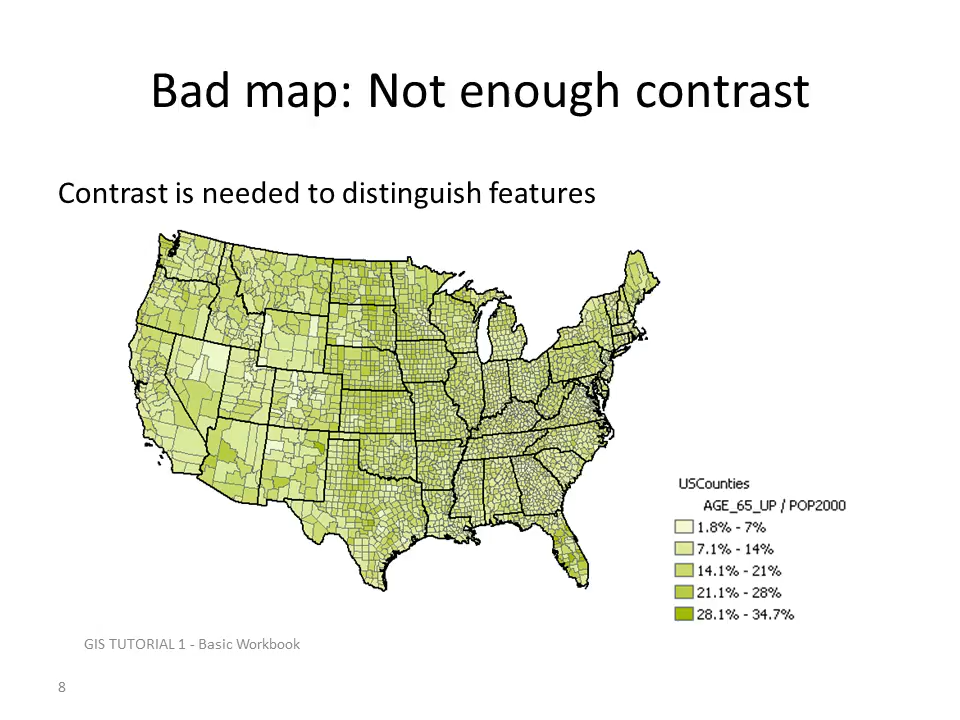 Bad map: Not enough contrast
Contrast is needed to distinguish features
USCounties
AGE_65_UP / POP2000
1.8% - 7%
7.1% - 14%
14.1% - 21%
21.1% - 28%
28.1% - 34.7%
GIS TUTORIAL 1 - Basic Workbook
8